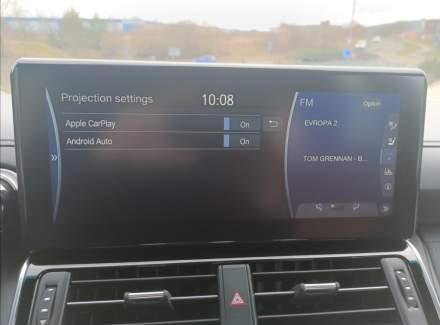 Projection settings
10:08
FM
Option
Apple CarPlay
On
EVROPA 2
Android Auto
On
TOM GRENNAN - B...